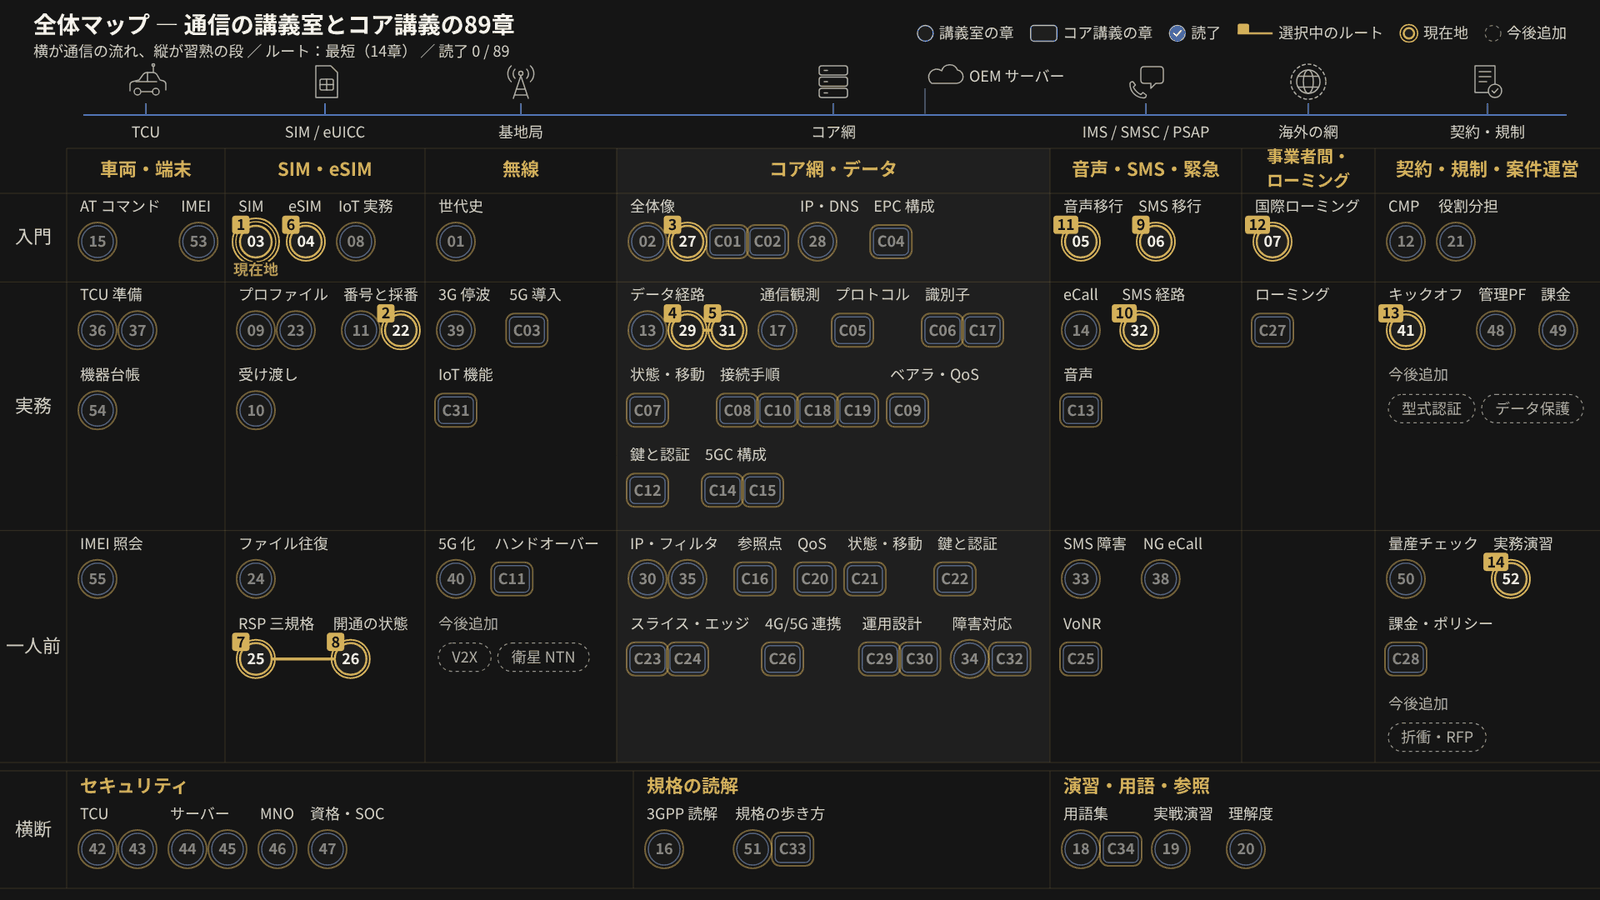 全体マップ — 通信の講義室とコア講義の89章
横が通信の流れ、縦が習熟の段 ／ ルート：最短（14章） ／ 読了 0 / 89
講義室の章 コア講義の章 読了 選択中のルート 現在地 今後追加
OEM サーバー
TCU SIM / eUICC 基地局 コア網 IMS / SMSC / PSAP 海外の網 契約・規制
車両・端末 SIM・eSIM 無線 コア網・データ 音声・SMS・緊急 事業者間・
ローミング 契約・規制・案件運営
入門
AT コマンド IMEI SIM eSIM IoT 実務 世代史 全体像 IP・DNS EPC 構成 音声移行 SMS 移行 国際ローミング CMP 役割分担
1 6 3 11 9 12
15 53 03 04 08 01 02 27 C01 C02 28 C04 05 06 07 12 21
現在地
実務
TCU 準備 プロファイル 番号と採番 3G 停波 5G 導入 データ経路 通信観測 プロトコル 識別子 eCall SMS 経路 ローミング キックオフ 管理PF 課金
2 4 5 10 13
36 37 09 23 11 22 39 C03 13 29 31 17 C05 C06 C17 14 32 C27 41 48 49
機器台帳 受け渡し IoT 機能 状態・移動 接続手順 ベアラ・QoS 音声 今後追加
54 10 C31 C07 C08 C10 C18 C19 C09 C13 型式認証 データ保護
鍵と認証 5GC 構成
C12 C14 C15
一人前
IMEI 照会 ファイル往復 5G 化 ハンドオーバー IP・フィルタ 参照点 QoS 状態・移動 鍵と認証 SMS 障害 NG eCall 量産チェック 実務演習
14
55 24 40 C11 30 35 C16 C20 C21 C22 33 38 50 52
RSP 三規格 開通の状態 今後追加 スライス・エッジ 4G/5G 連携 運用設計 障害対応 VoNR 課金・ポリシー
7 8
25 26 V2X 衛星 NTN C23 C24 C26 C29 C30 34 C32 C25 C28
今後追加
折衝・RFP
横断
セキュリティ 規格の読解 演習・用語・参照
TCU サーバー MNO 資格・SOC 3GPP 読解 規格の歩き方 用語集 実戦演習 理解度
42 43 44 45 46 47 16 51 C33 18 C34 19 20